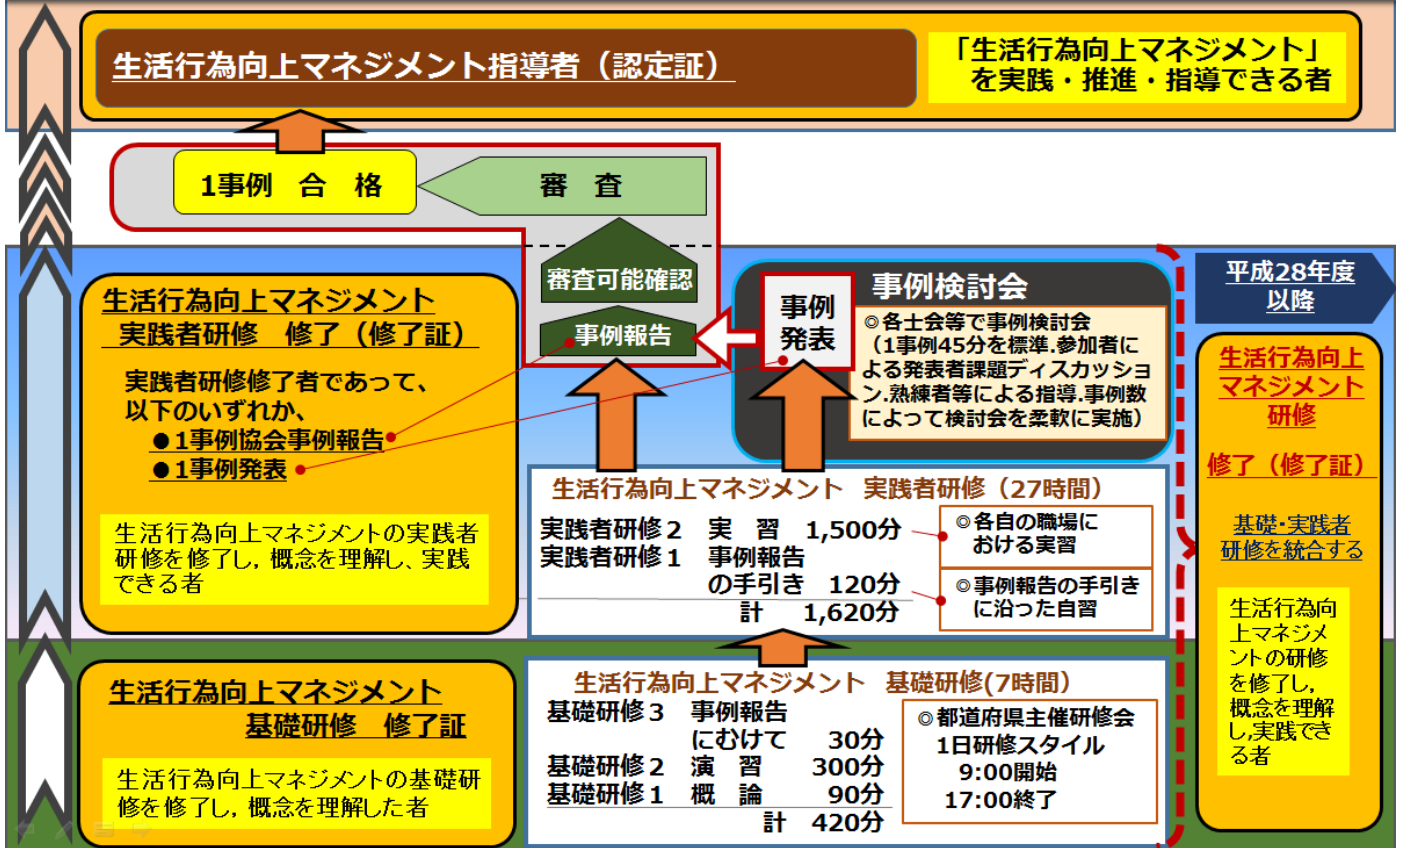 生活行為向上マネジメント指導者（認定証）
「生活行為向上マネジメント」
を実践・推進・指導できる者
1事例　合　格
審　査
審査可能確認
事例報告
事例
発表
事例検討会
◎各士会等で事例検討会
（1事例45分を標準.参加者に
よる発表者課題ディスカッショ
ン.熟練者等による指導.事例数
によって検討会を柔軟に実施）
平成28年度
以降
生活行為向上マネジメント
実践者研修　修了（修了証）
実践者研修修了者であって、
以下のいずれか、
●1事例協会事例報告
●1事例発表
生活行為向上マネジメントの実践者
研修を修了し, 概念を理解し、実践
できる者
生活行為向上マネジメント　実践者研修（27時間）
実践者研修２　実　習　1,500分
実践者研修１　事例報告
の手引き　120分
計　1,620分
◎各自の職場に
おける実習
◎事例報告の手引き
に沿った自習
生活行為向上
マネジメント
研修
修了（修了証）
基礎・実践者
研修を統合する
生活行為向
上マネジメ
ントの研修
を修了し,
概念を理解
し,実践でき
る者
生活行為向上マネジメント
基礎研修　修了証
生活行為向上マネジメントの基礎研
修を修了し, 概念を理解した者
生活行為向上マネジメント　基礎研修(7時間）
基礎研修３　事例報告
にむけて　30分
基礎研修２　演　習　300分
基礎研修１　概　論　90分
計　420分
◎都道府県主催研修会
1日研修スタイル
9:00開始
17:00終了